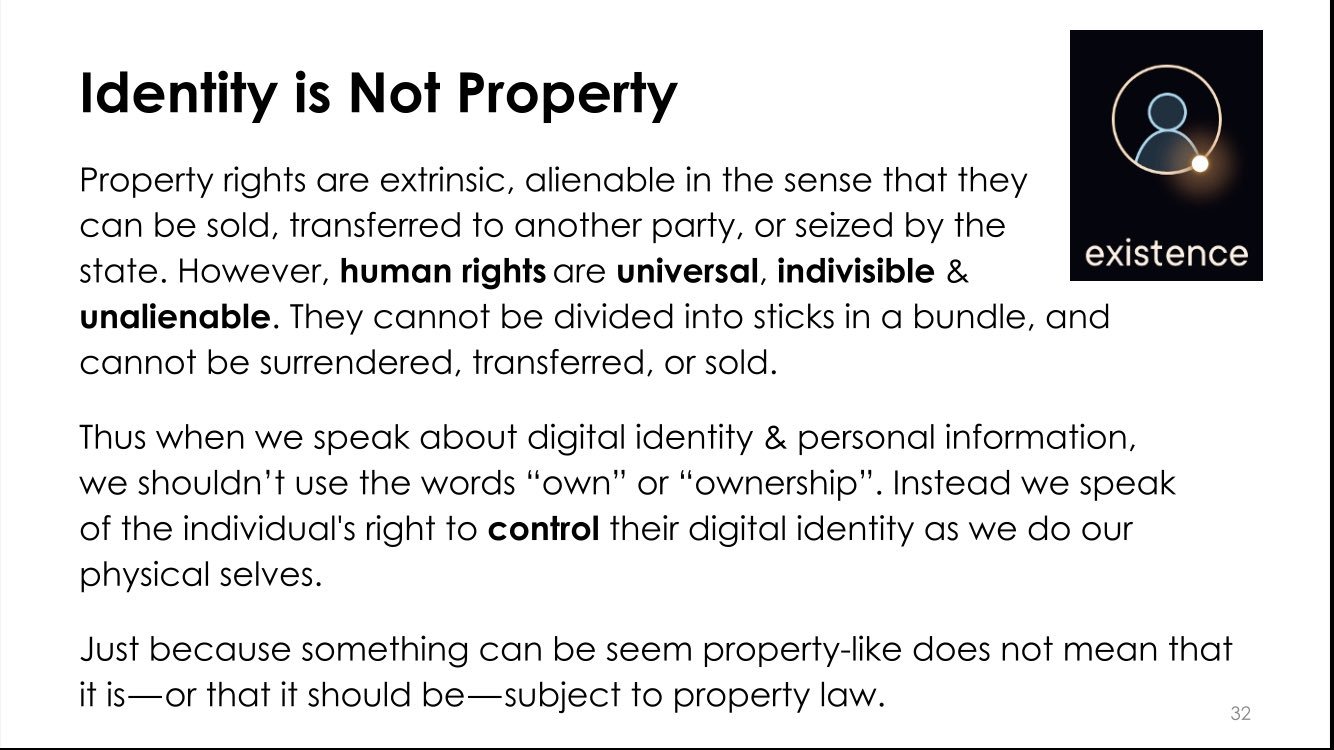 Identity is Not Property
Property rights are extrinsic, alienable in the sense that they
can be sold, transferred to another party, or seized by the
state. However, human rights are universal, indivisible &
unalienable. They cannot be divided into sticks in a bundle, and
cannot be surrendered, transferred, or sold.
existence
Thus when we speak about digital identity & personal information,
we shouldn’t use the words “own” or “ownership”. Instead we speak
of the individual's right to control their digital identity as we do our
physical selves.
Just because something can be seem property-like does not mean that
it is—or that it should be—subject to property law.
32